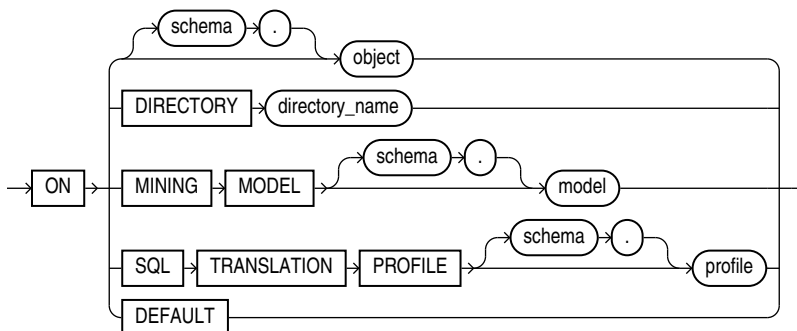 schema .
object
DIRECTORY directory_name
schema .
ON MINING MODEL model
schema .
SQL TRANSLATION PROFILE profile
DEFAULT